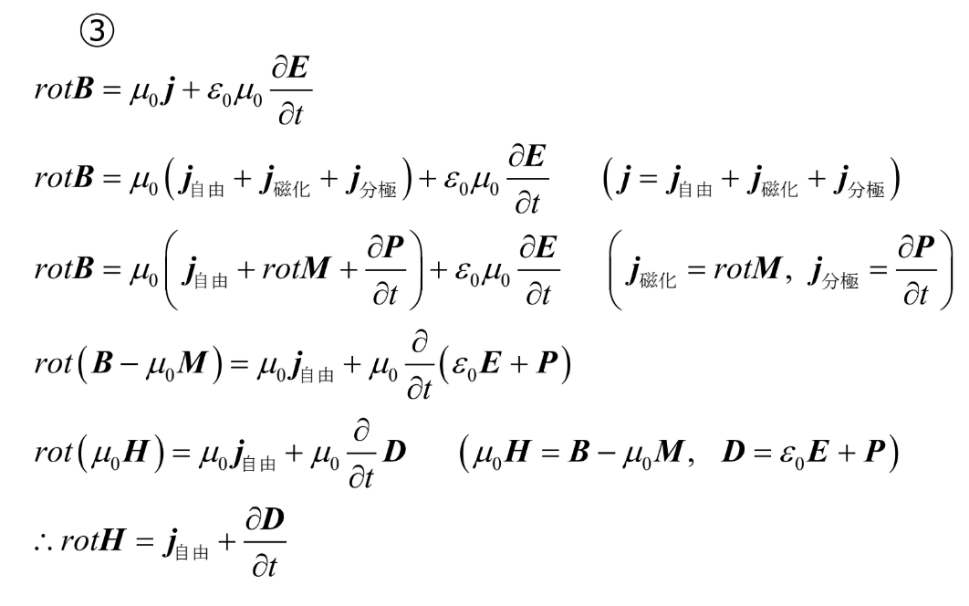 ③
rotB = μ₀j + ε₀μ₀ ∂E/∂t
rotB = μ₀(j自由 + j磁化 + j分極) + ε₀μ₀ ∂E/∂t (j = j自由 + j磁化 + j分極)
rotB = μ₀(j自由 + rotM + ∂P/∂t) + ε₀μ₀ ∂E/∂t (j磁化 = rotM, j分極 = ∂P/∂t)
rot(B − μ₀M) = μ₀j自由 + μ₀ ∂/∂t (ε₀E + P)
rot(μ₀H) = μ₀j自由 + μ₀ ∂/∂t D (μ₀H = B − μ₀M, D = ε₀E + P)
∴ rotH = j自由 + ∂D/∂t